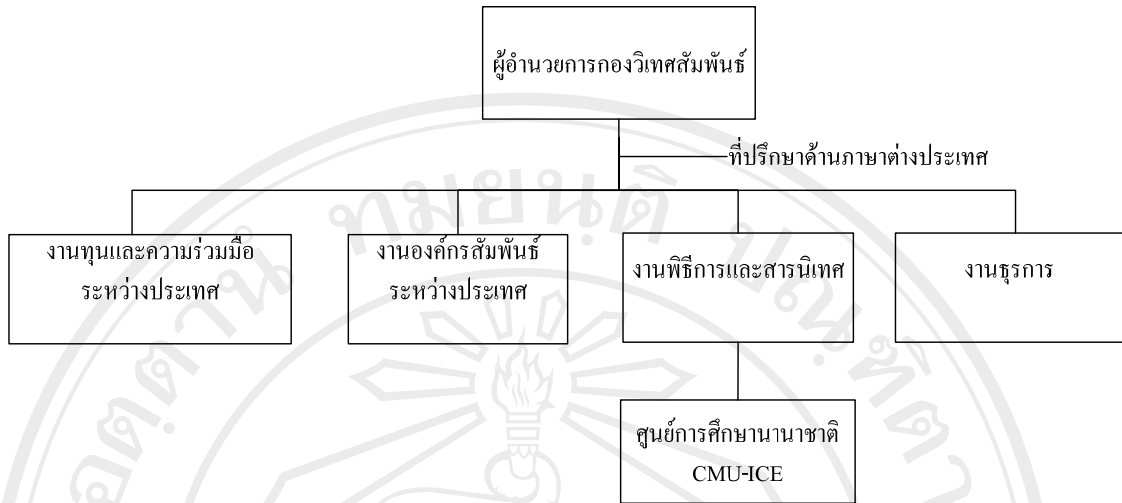 ผู้อำนวยการกองวิเทศสัมพันธ์
ที่ปรึกษาด้านภาษาต่างประเทศ
งานทุนและความร่วมมือ
ระหว่างประเทศ
งานองค์กรสัมพันธ์
ระหว่างประเทศ
งานพิธีการและสารนิเทศ
งานธุรการ
ศูนย์การศึกษานานาชาติ
CMU-ICE